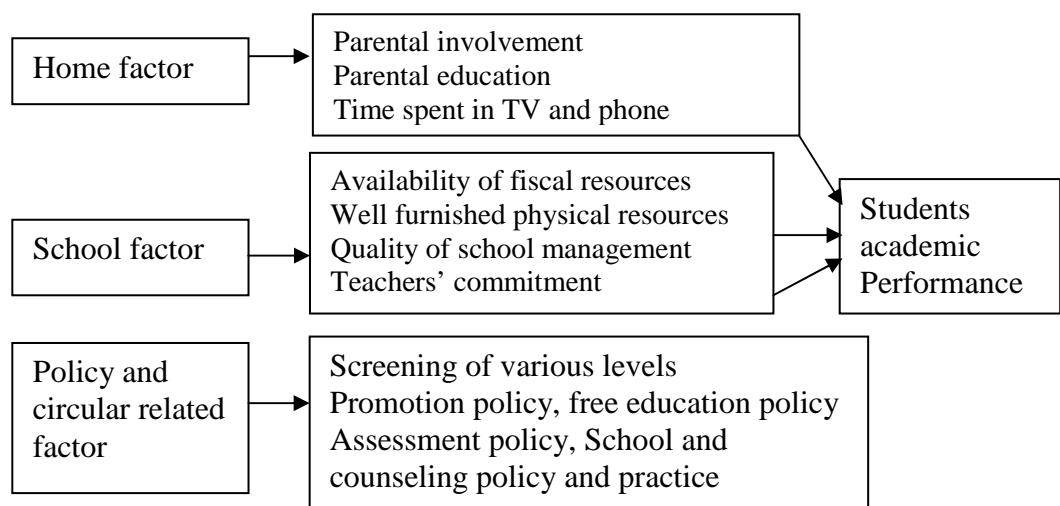 Home factor
Parental involvement
Parental education
Time spent in TV and phone
School factor
Availability of fiscal resources
Well furnished physical resources
Quality of school management
Teachers’ commitment
Students
academic
Performance
Policy and
circular related
factor
Screening of various levels
Promotion policy, free education policy
Assessment policy, School and
counseling policy and practice